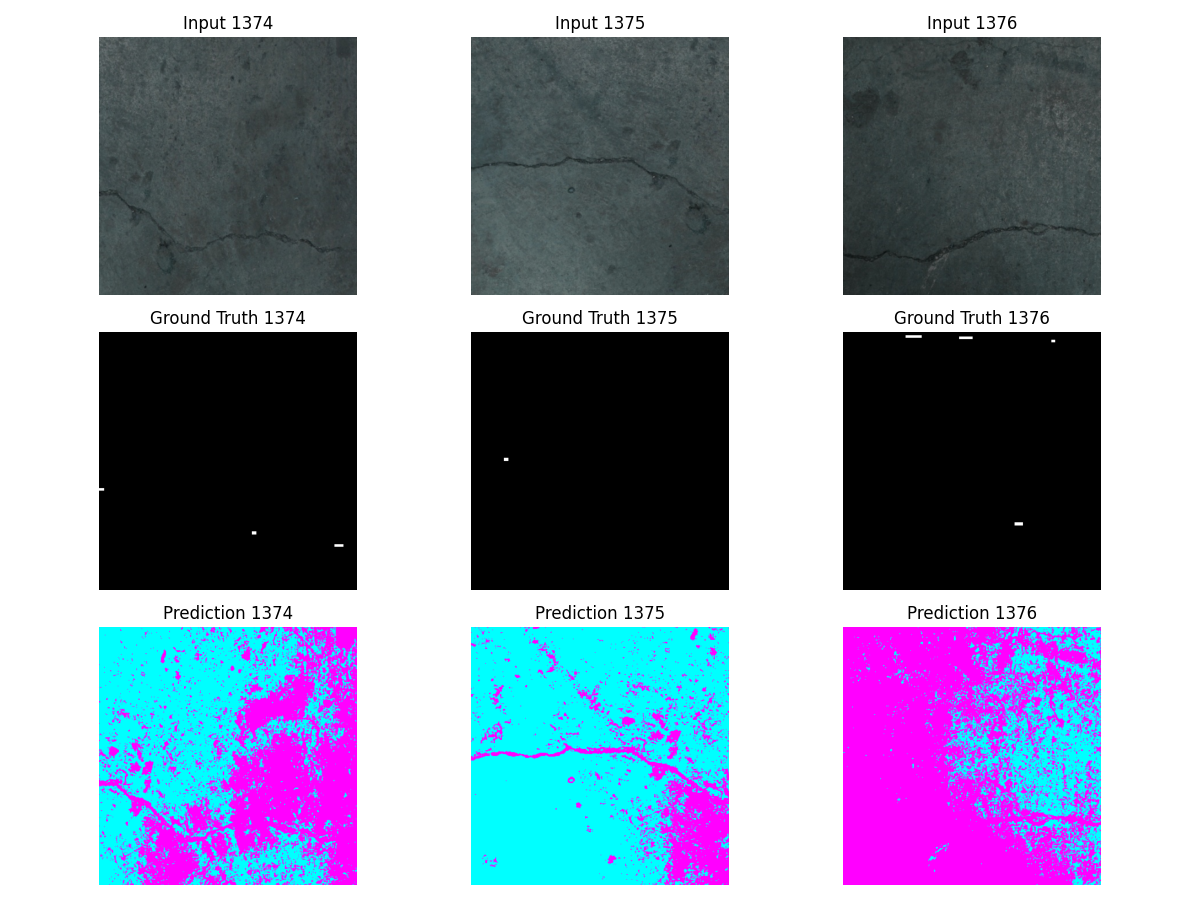 Input 1374
Input 1375
Input 1376
Ground Truth 1374
Ground Truth 1375
Ground Truth 1376
Prediction 1374
Prediction 1375
Prediction 1376